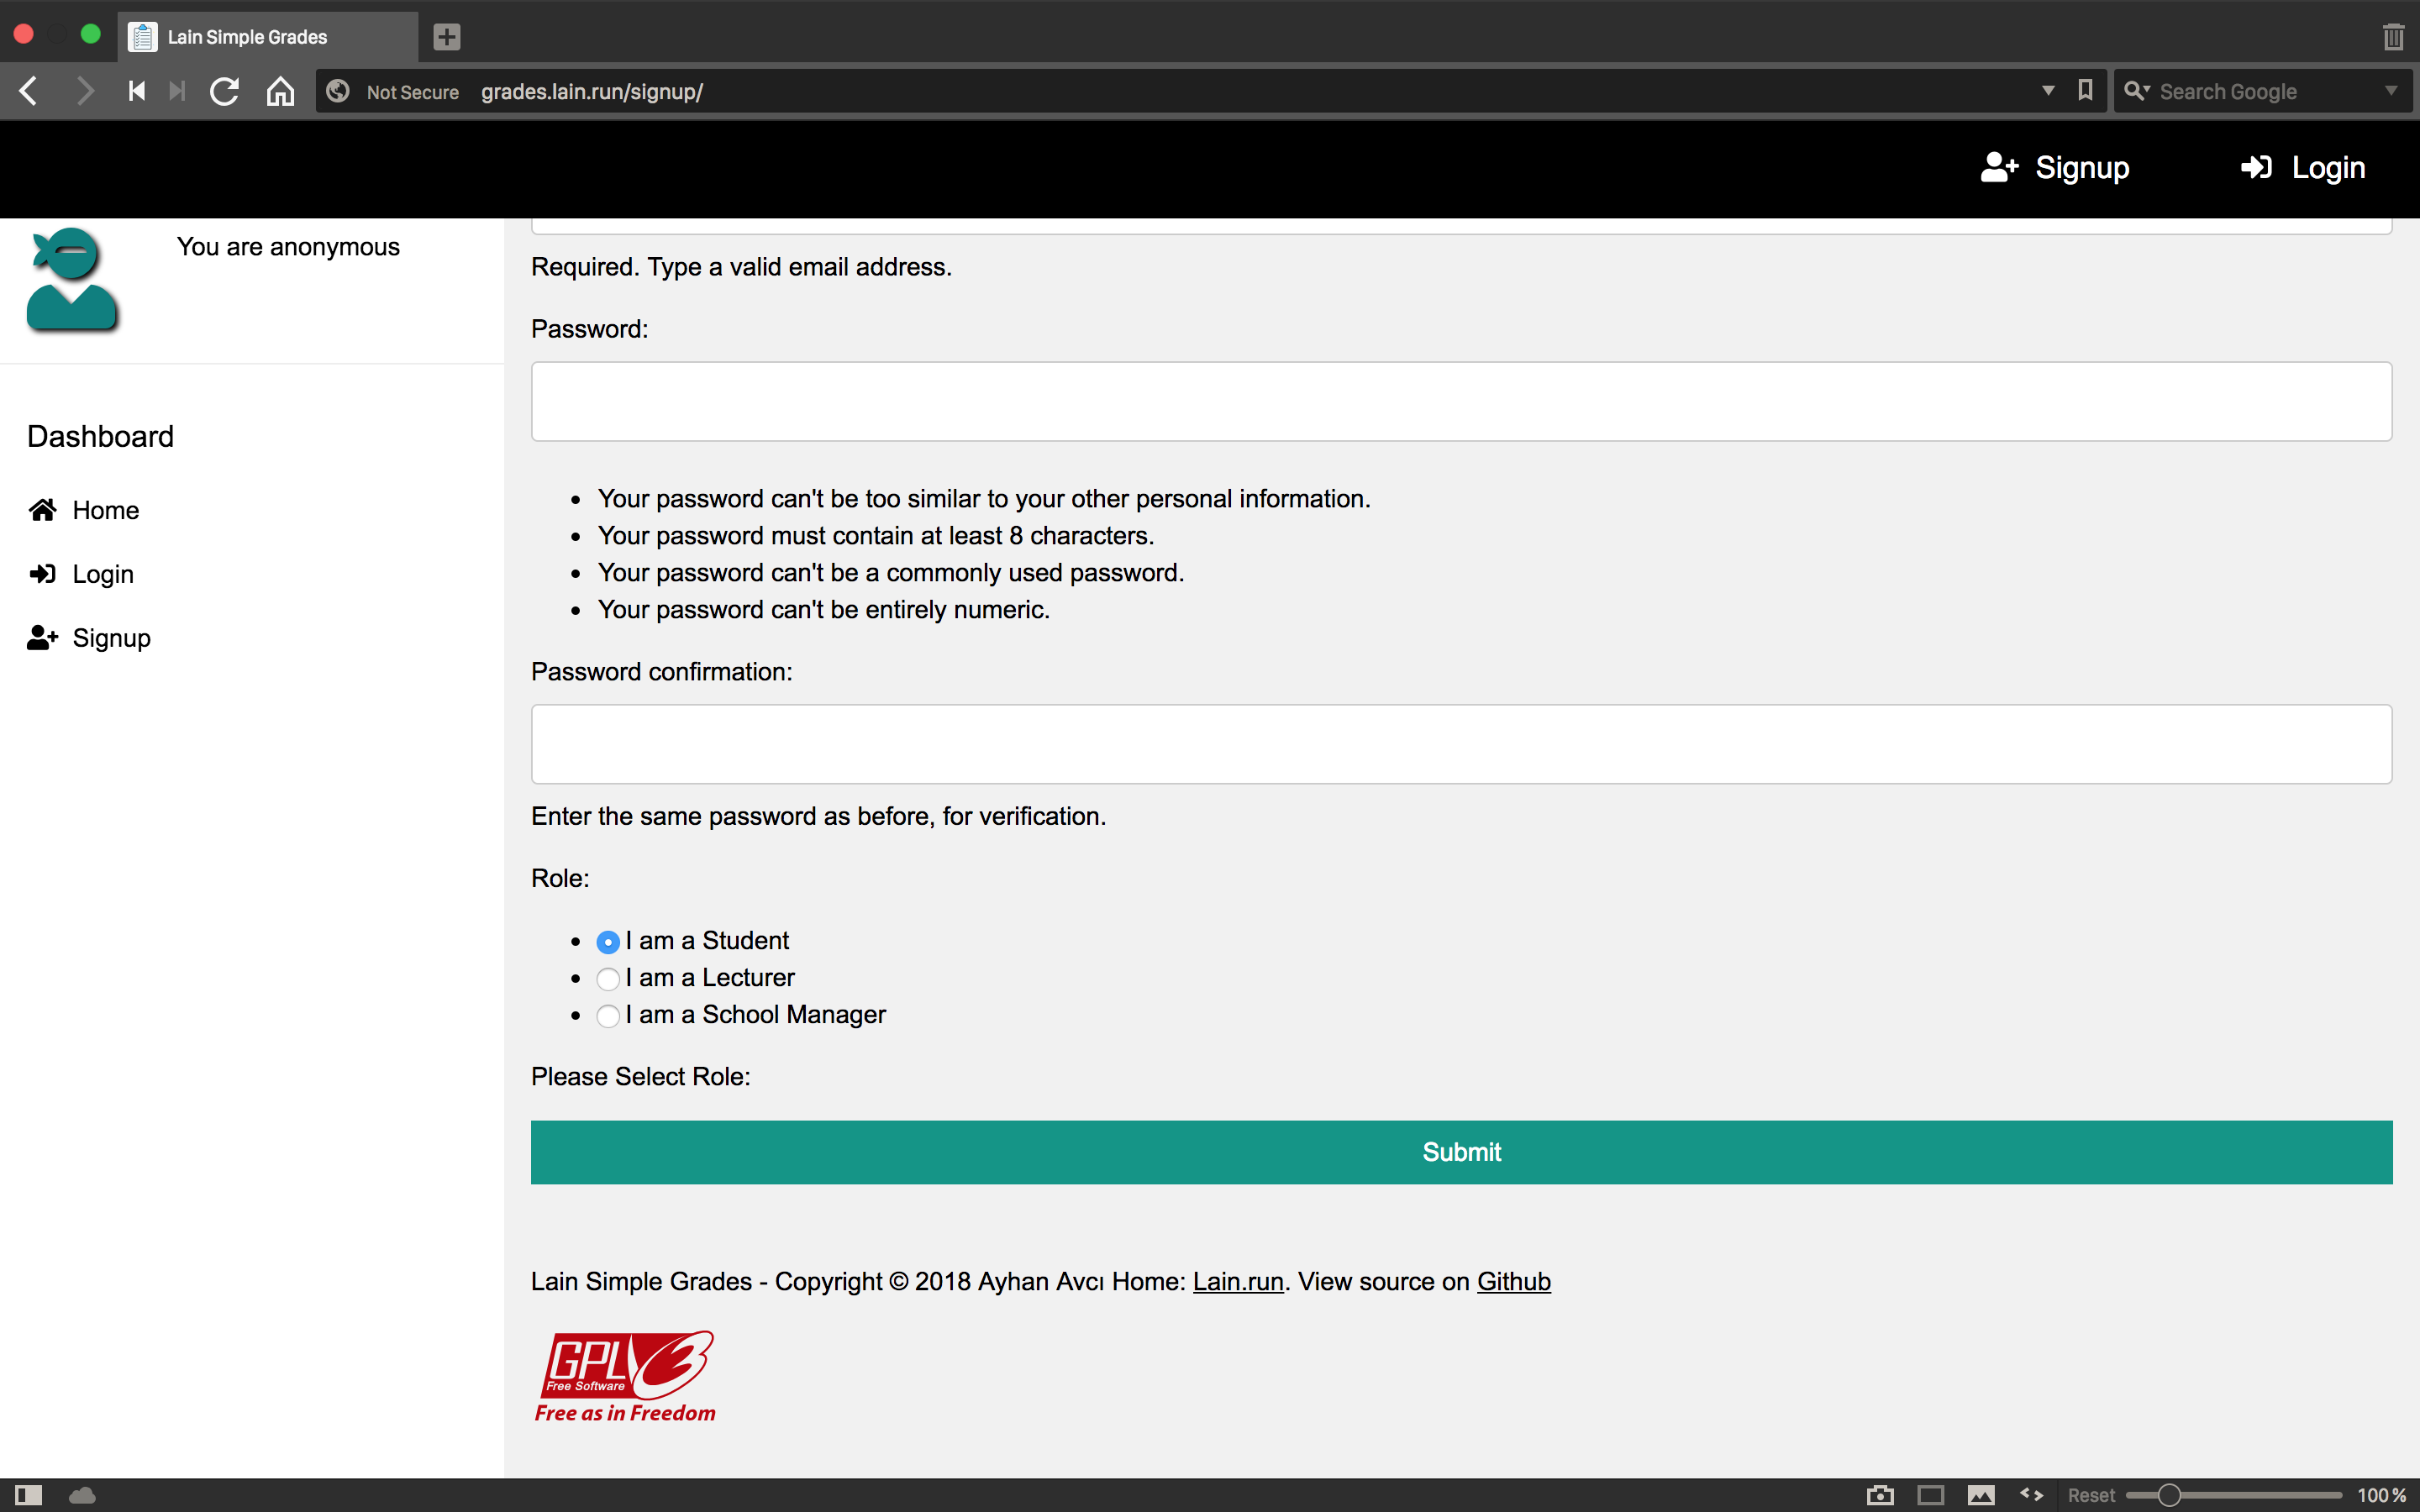 Lain Simple Grades
Not Secure grades.lain.run/signup/
Search Google
Signup
Login
You are anonymous
Dashboard
Home
Login
Signup
Required. Type a valid email address.
Password:
Your password can't be too similar to your other personal information.
Your password must contain at least 8 characters.
Your password can't be a commonly used password.
Your password can't be entirely numeric.
Password confirmation:
Enter the same password as before, for verification.
Role:
I am a Student
I am a Lecturer
I am a School Manager
Please Select Role:
Submit
Lain Simple Grades - Copyright © 2018 Ayhan Avcı Home: Lain.run. View source on Github
GPLv3
Free Software
Free as in Freedom
Reset 100 %